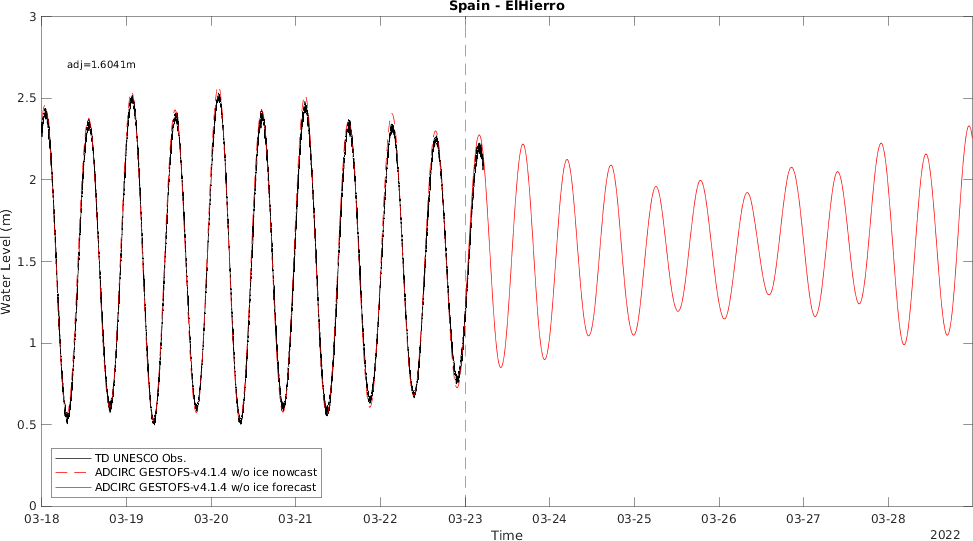 Spain - ElHierro
adj=1.6041m
Water Level (m)
3
2.5
2
1.5
1
0.5
0
TD UNESCO Obs.
ADCIRC GESTOFS-v4.1.4 w/o ice nowcast
ADCIRC GESTOFS-v4.1.4 w/o ice forecast
03-18 03-19 03-20 03-21 03-22 03-23 03-24 03-25 03-26 03-27 03-28
Time
2022